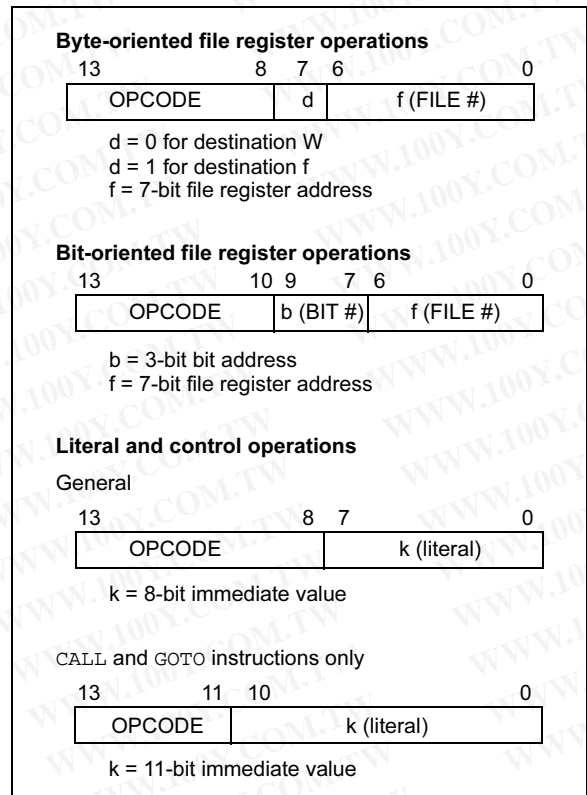 Byte-oriented file register operations
13 8 7 6 0
OPCODE d f (FILE #)
d = 0 for destination W
d = 1 for destination f
f = 7-bit file register address
Bit-oriented file register operations
13 10 9 7 6 0
OPCODE b (BIT #) f (FILE #)
b = 3-bit bit address
f = 7-bit file register address
Literal and control operations
General
13 8 7 0
OPCODE k (literal)
k = 8-bit immediate value
CALL and GOTO instructions only
13 11 10 0
OPCODE k (literal)
k = 11-bit immediate value
WWW.100Y.COM.TW